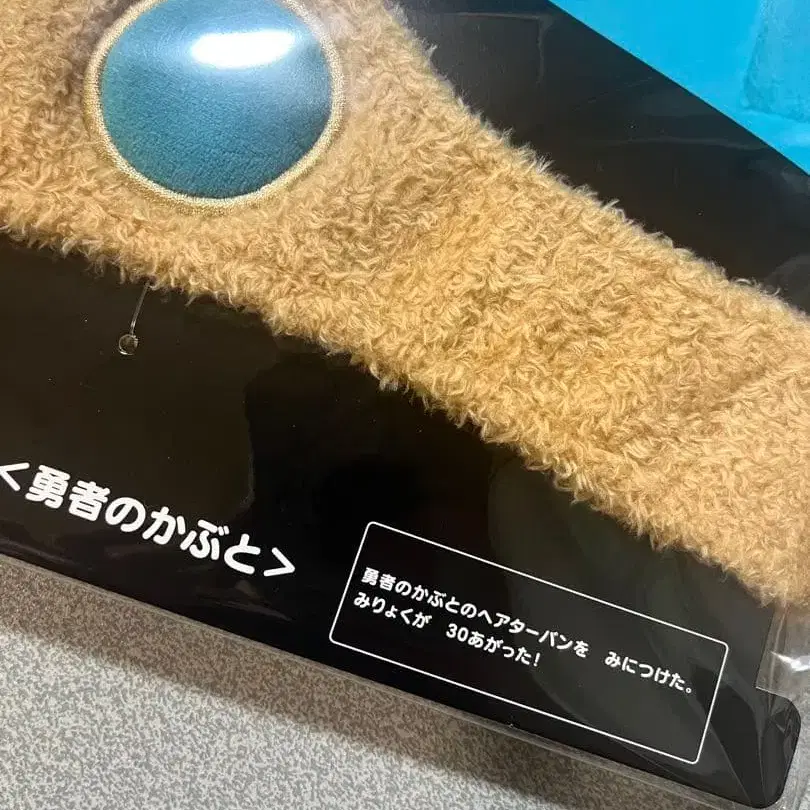 <勇者のかぶと>
勇者のかぶとのヘアターバンを　みにつけた。
みりょくが　30あがった!